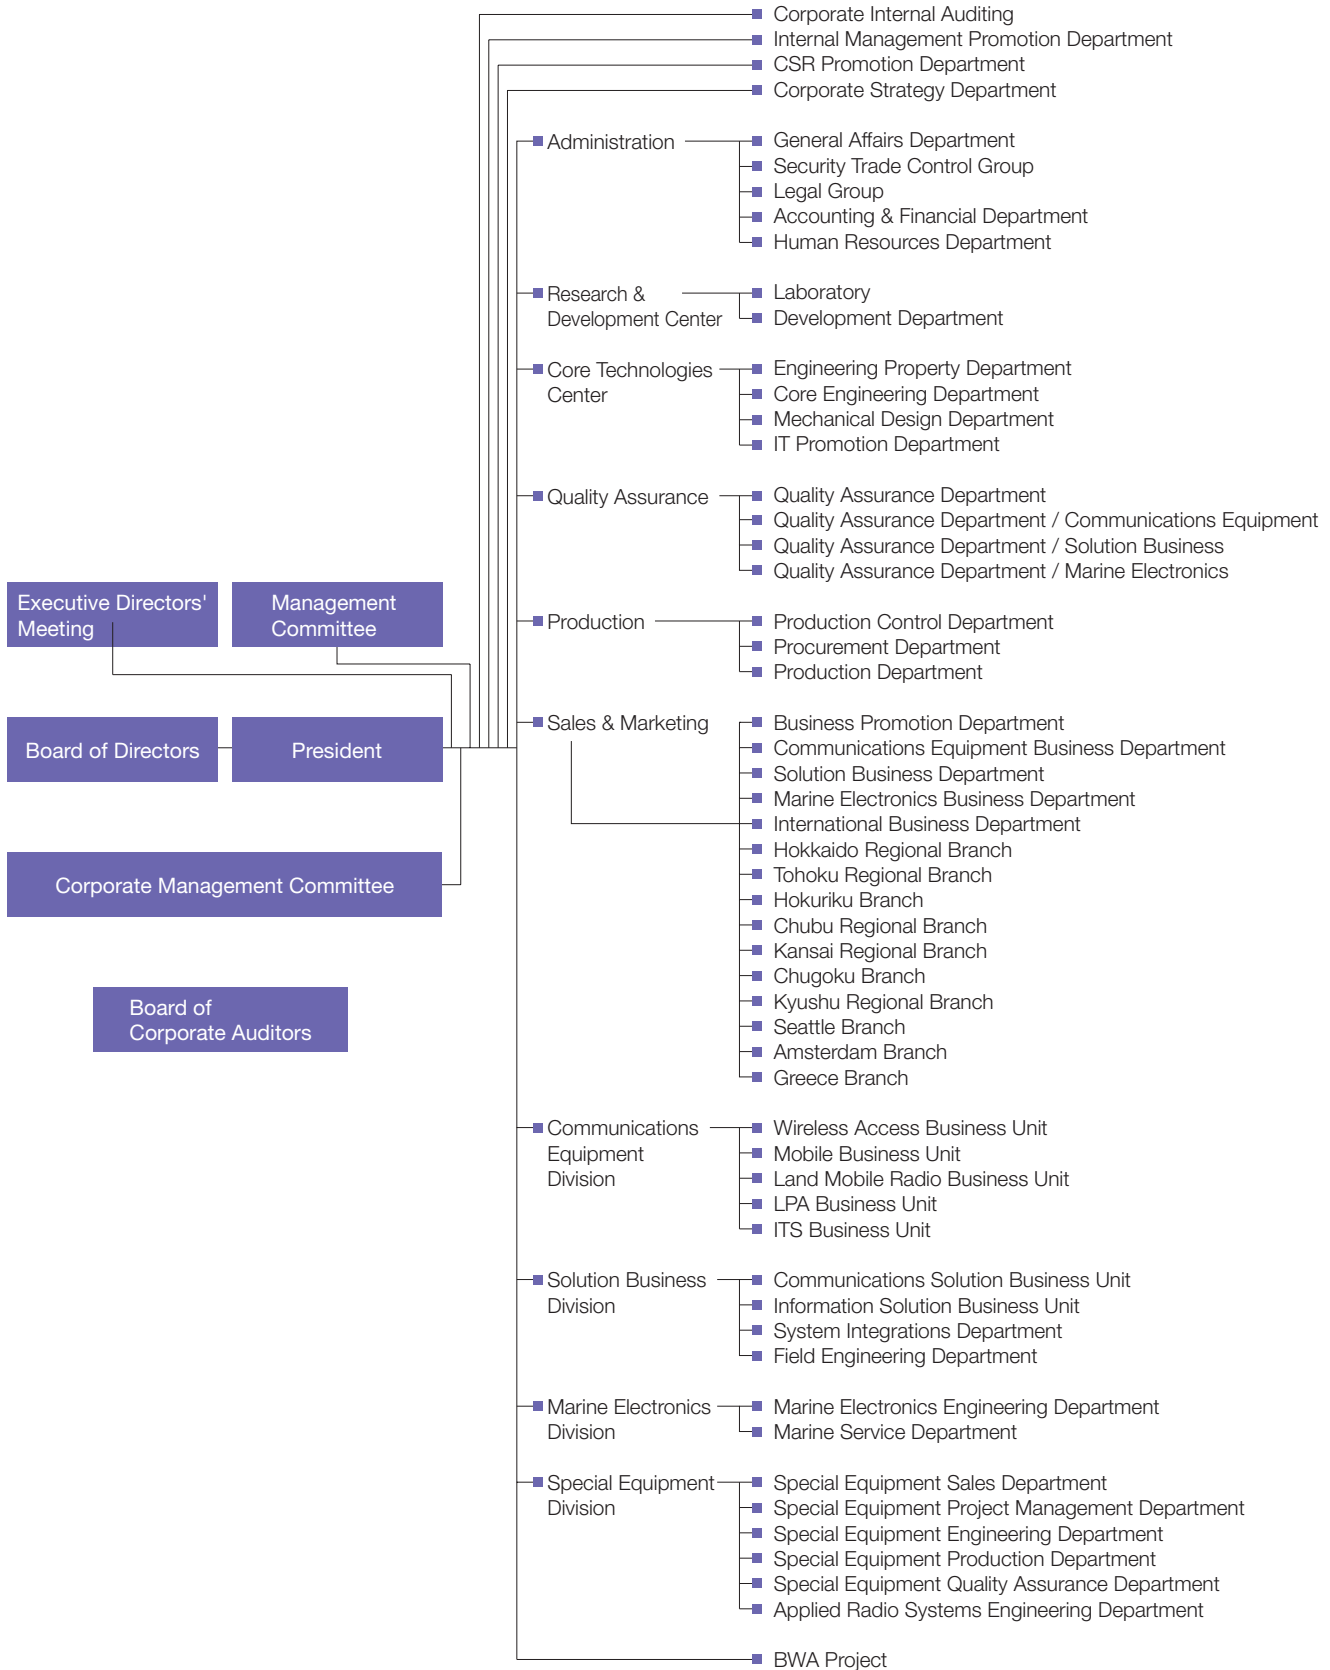 Corporate Internal Auditing
Internal Management Promotion Department
CSR Promotion Department
Corporate Strategy Department
Administration
General Affairs Department
Security Trade Control Group
Legal Group
Accounting & Financial Department
Human Resources Department
Research &
Development Center
Laboratory
Development Department
Core Technologies
Center
Engineering Property Department
Core Engineering Department
Mechanical Design Department
IT Promotion Department
Quality Assurance
Quality Assurance Department
Quality Assurance Department / Communications Equipment
Quality Assurance Department / Solution Business
Quality Assurance Department / Marine Electronics
Executive Directors'
Meeting
Management
Committee
Production
Production Control Department
Procurement Department
Production Department
Board of Directors
President
Corporate Management Committee
Board of
Corporate Auditors
Sales & Marketing
Business Promotion Department
Communications Equipment Business Department
Solution Business Department
Marine Electronics Business Department
International Business Department
Hokkaido Regional Branch
Tohoku Regional Branch
Hokuriku Branch
Chubu Regional Branch
Kansai Regional Branch
Chugoku Branch
Kyushu Regional Branch
Seattle Branch
Amsterdam Branch
Greece Branch
Communications
Equipment
Division
Wireless Access Business Unit
Mobile Business Unit
Land Mobile Radio Business Unit
LPA Business Unit
ITS Business Unit
Solution Business
Division
Communications Solution Business Unit
Information Solution Business Unit
System Integrations Department
Field Engineering Department
Marine Electronics
Division
Marine Electronics Engineering Department
Marine Service Department
Special Equipment
Division
Special Equipment Sales Department
Special Equipment Project Management Department
Special Equipment Engineering Department
Special Equipment Production Department
Special Equipment Quality Assurance Department
Applied Radio Systems Engineering Department
BWA Project